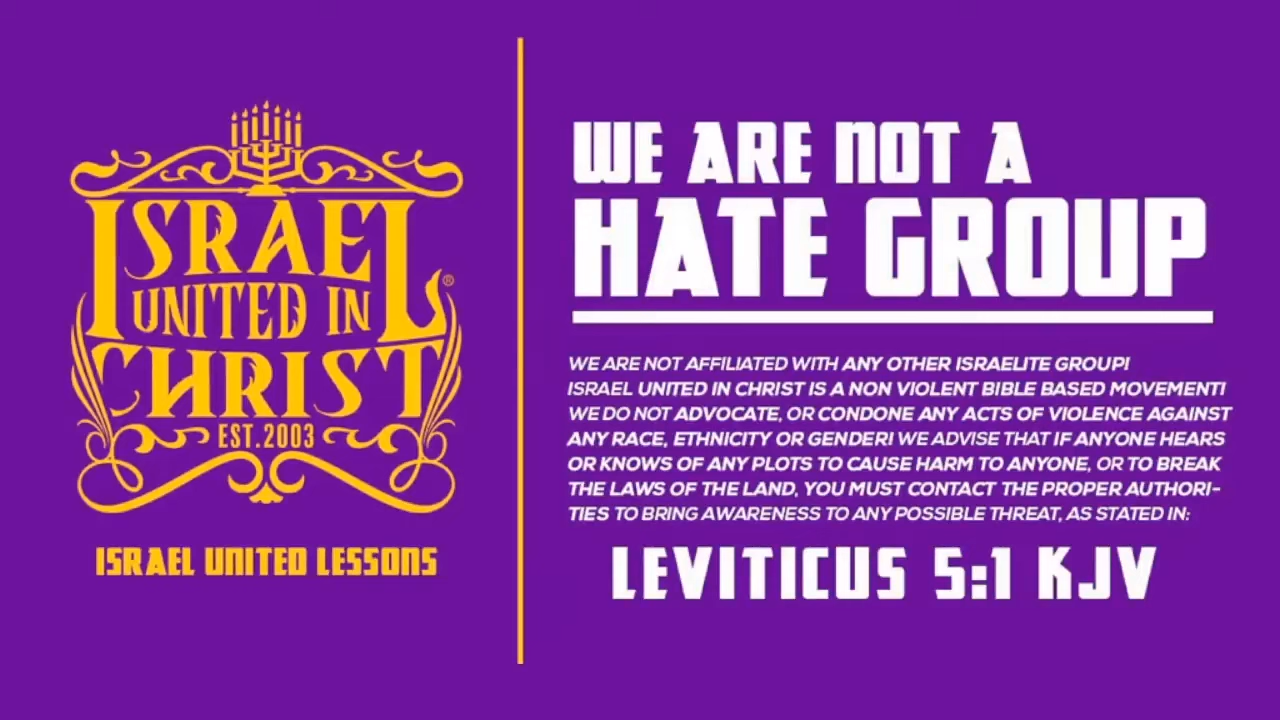 ISRAEL
UNITED IN
CHRIST
EST. 2003
®
ISRAEL UNITED LESSONS
WE ARE NOT A
HATE GROUP
WE ARE NOT AFFILIATED WITH ANY OTHER ISRAELITE GROUP!
ISRAEL UNITED IN CHRIST IS A NON VIOLENT BIBLE BASED MOVEMENT!
WE DO NOT ADVOCATE, OR CONDONE ANY ACTS OF VIOLENCE AGAINST
ANY RACE, ETHNICITY OR GENDER! WE ADVISE THAT IF ANYONE HEARS
OR KNOWS OF ANY PLOTS TO CAUSE HARM TO ANYONE, OR TO BREAK
THE LAWS OF THE LAND, YOU MUST CONTACT THE PROPER AUTHORI-
TIES TO BRING AWARENESS TO ANY POSSIBLE THREAT, AS STATED IN:
LEVITICUS 5:1 KJV